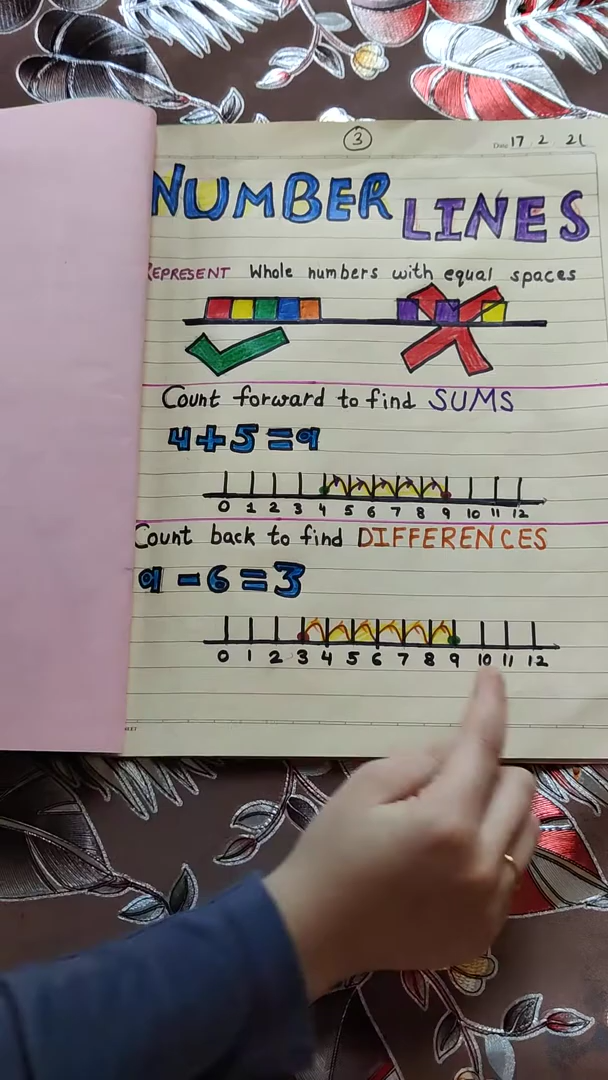 3
Date 17 2 21
NUMBER LINES
REPRESENT Whole numbers with equal spaces
Count forward to find SUMS
4+5=9
0 1 2 3 4 5 6 7 8 9 10 11 12
Count back to find DIFFERENCES
9-6=3
0 1 2 3 4 5 6 7 8 9 10 11 12